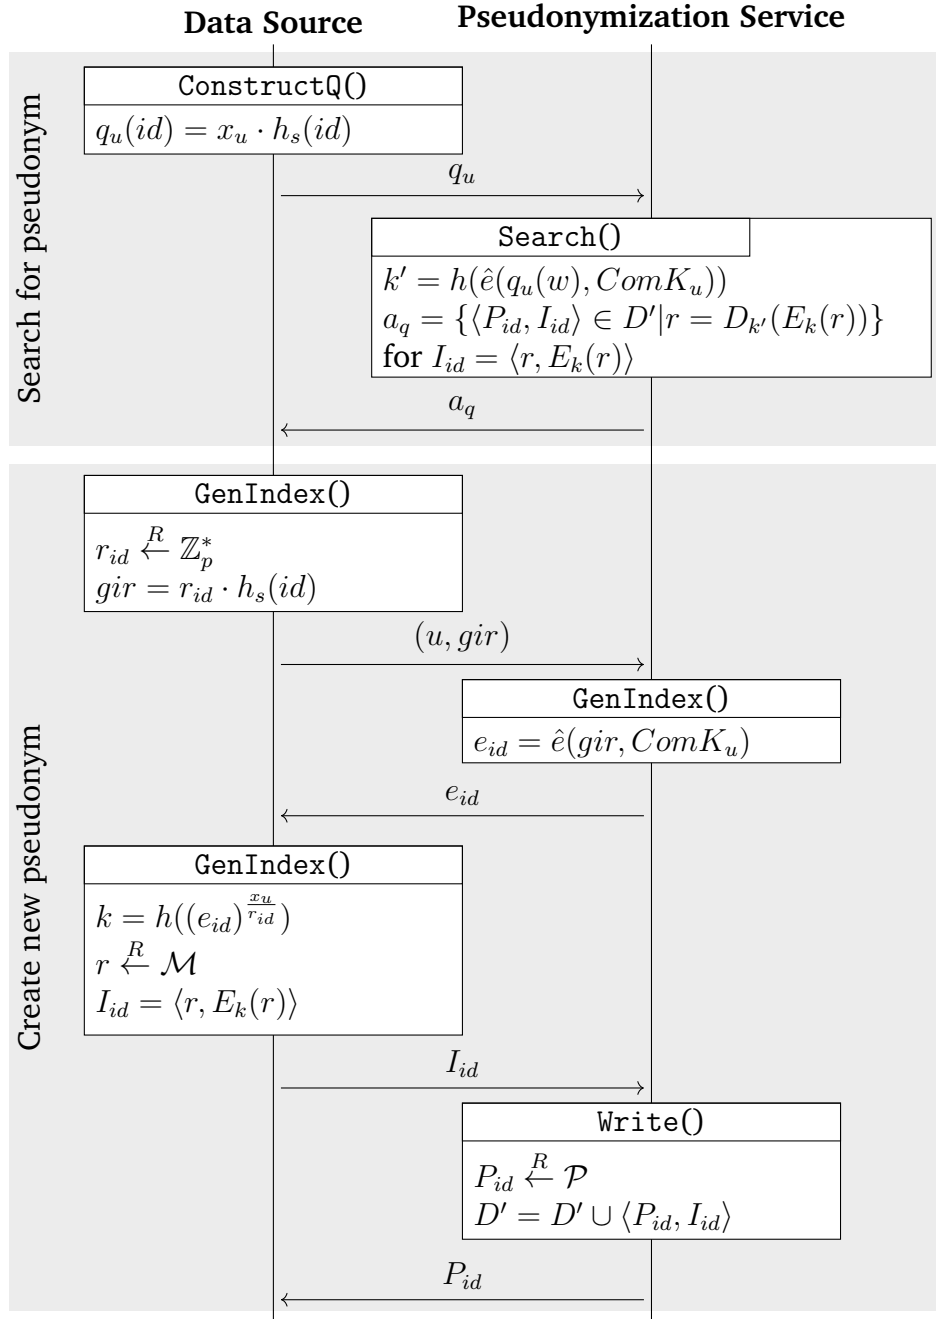 Data Source
Pseudonymization Service
Search for pseudonym
ConstructQ()
q_u(id) = x_u · h_s(id)
q_u
Search()
k′ = h(ê(q_u(w), ComK_u))
a_q = {⟨P_id, I_id⟩ ∈ D′|r = D_k′(E_k(r))}
for I_id = ⟨r, E_k(r)⟩
a_q
Create new pseudonym
GenIndex()
r_id ←^R ℤ_p^*
gir = r_id · h_s(id)
(u, gir)
GenIndex()
e_id = ê(gir, ComK_u)
e_id
GenIndex()
k = h((e_id)^{x_u/r_id})
r ←^R ℳ
I_id = ⟨r, E_k(r)⟩
I_id
Write()
P_id ←^R 𝒫
D′ = D′ ∪ ⟨P_id, I_id⟩
P_id